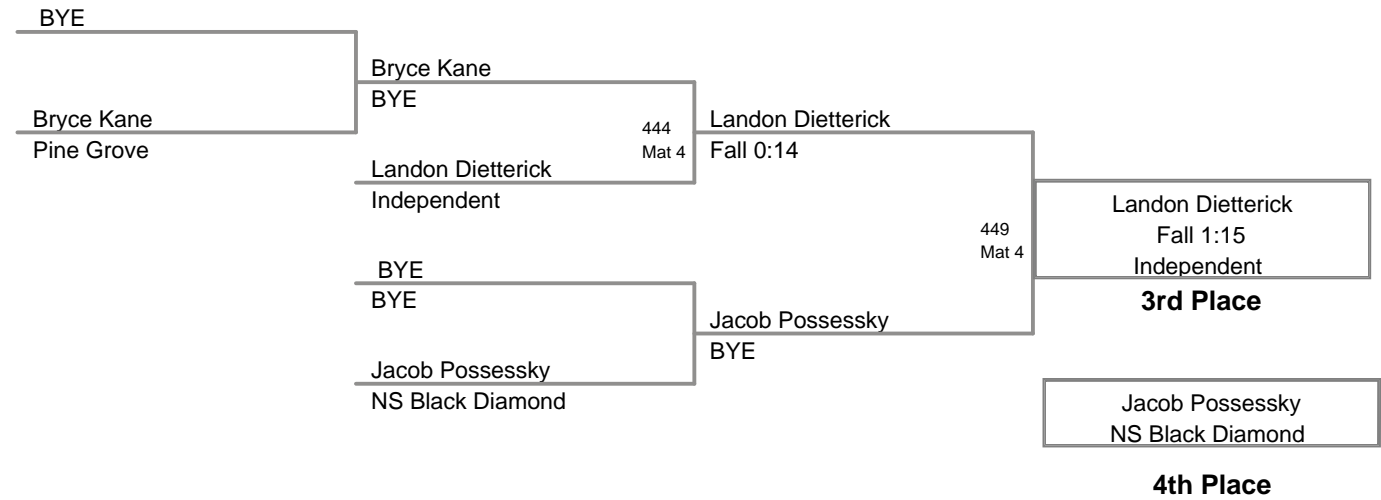 BYE
Bryce Kane
Pine Grove
Bryce Kane
BYE
444
Mat 4
Landon Dietterick
Independent
BYE
BYE
Jacob Possessky
NS Black Diamond
Landon Dietterick
Fall 0:14
449
Mat 4
Jacob Possessky
BYE
Landon Dietterick
Fall 1:15
Independent
3rd Place
Jacob Possessky
NS Black Diamond
4th Place